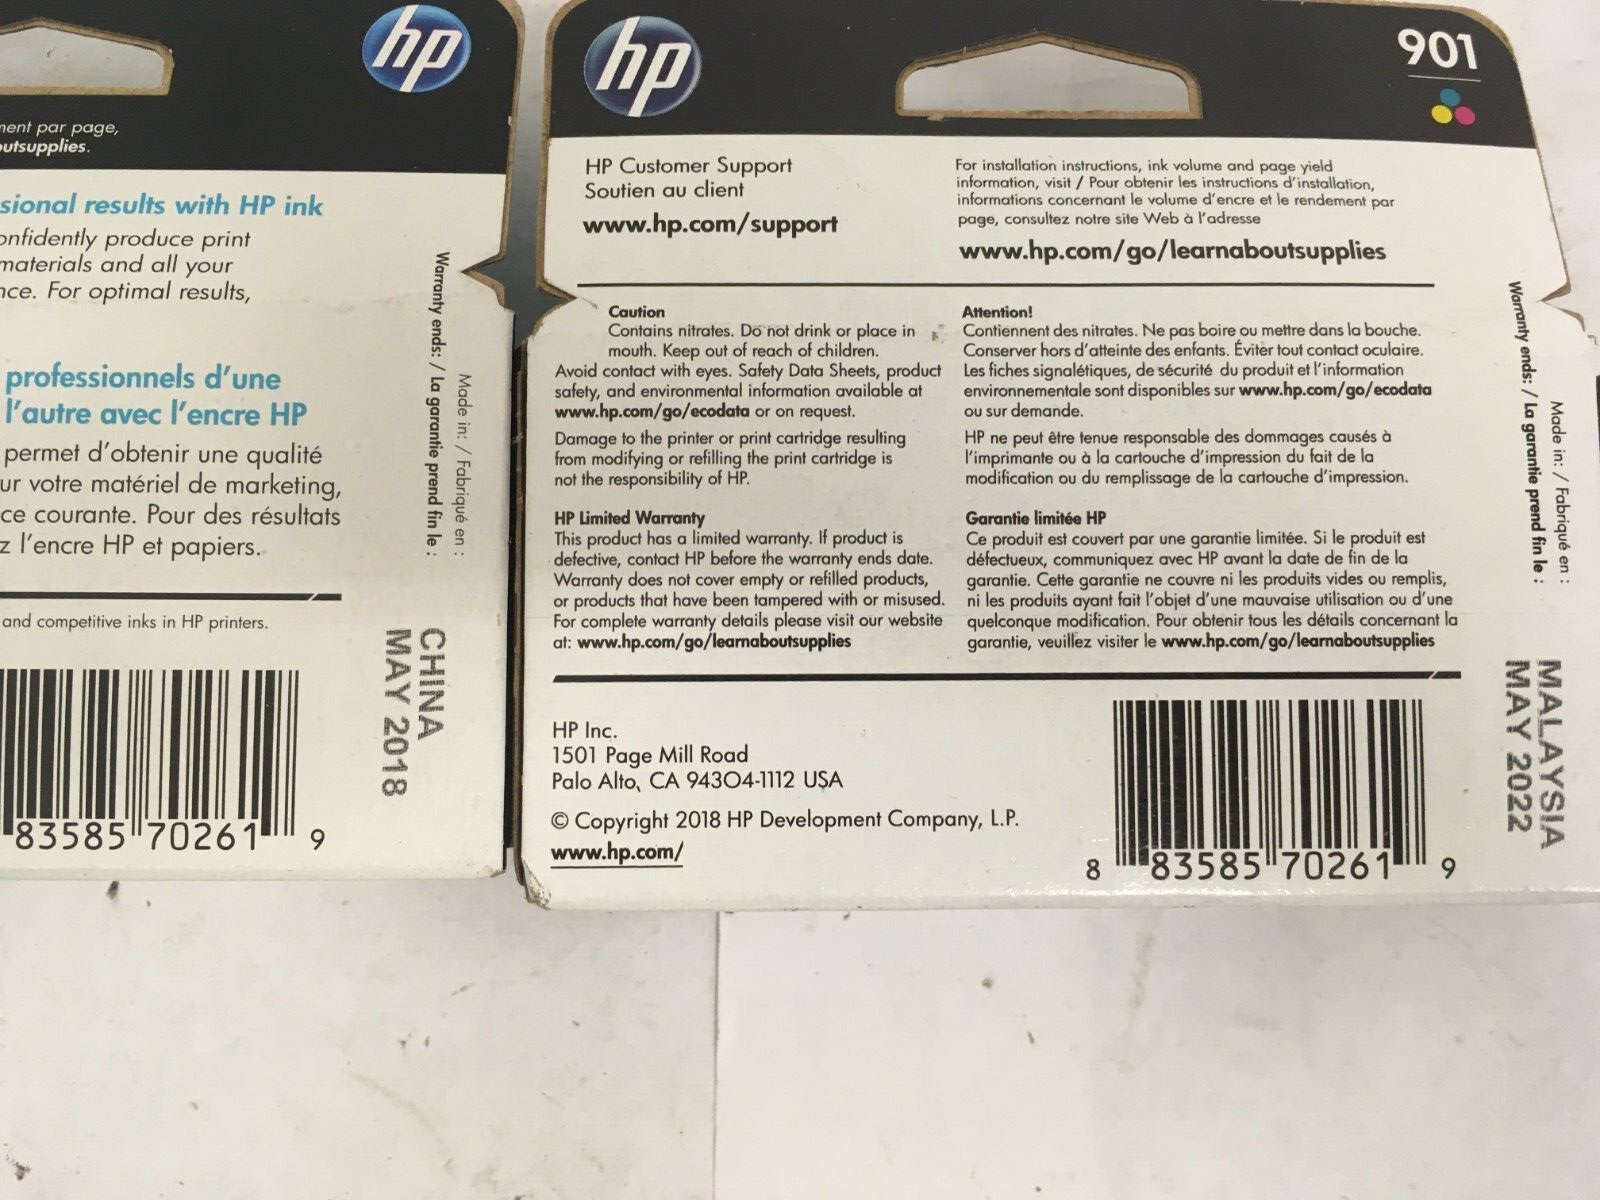 hp
ment par page,
outsupplies.
sional results with HP ink
onfidently produce print
materials and all your
nce. For optimal results,
professionnels d'une
l'autre avec l'encre HP
permet d'obtenir une qualité
ur votre matériel de marketing,
ce courante. Pour des résultats
z l'encre HP et papiers.
and competitive inks in HP printers.
Made in: / Fabriqué en :
Warranty ends: / La garantie prend fin le :
CHINA
MAY 2018
83585 70261 9
hp
901
HP Customer Support
Soutien au client
www.hp.com/support
For installation instructions, ink volume and page yield
information, visit / Pour obtenir les instructions d'installation,
informations concernant le volume d'encre et le rendement par
page, consultez notre site Web à l'adresse
www.hp.com/go/learnaboutsupplies
Caution
Contains nitrates. Do not drink or place in
mouth. Keep out of reach of children.
Avoid contact with eyes. Safety Data Sheets, product
safety, and environmental information available at
www.hp.com/go/ecodata or on request.
Damage to the printer or print cartridge resulting
from modifying or refilling the print cartridge is
not the responsibility of HP.
HP Limited Warranty
This product has a limited warranty. If product is
defective, contact HP before the warranty ends date.
Warranty does not cover empty or refilled products,
or products that have been tampered with or misused.
For complete warranty details please visit our website
at: www.hp.com/go/learnaboutsupplies
Attention!
Contiennent des nitrates. Ne pas boire ou mettre dans la bouche.
Conserver hors d'atteinte des enfants. Éviter tout contact oculaire.
Les fiches signalétiques, de sécurité du produit et l'information
environnementale sont disponibles sur www.hp.com/go/ecodata
ou sur demande.
HP ne peut être tenue responsable des dommages causés à
l'imprimante ou à la cartouche d'impression du fait de la
modification ou du remplissage de la cartouche d'impression.
Garantie limitée HP
Ce produit est couvert par une garantie limitée. Si le produit est
défectueux, communiquez avec HP avant la date de fin de la
garantie. Cette garantie ne couvre ni les produits vides ou remplis,
ni les produits ayant fait l'objet d'une mauvaise utilisation ou d'une
quelconque modification. Pour obtenir tous les détails concernant la
garantie, veuillez visiter le www.hp.com/go/learnaboutsupplies
Made in: / Fabriqué en :
Warranty ends: / La garantie prend fin le :
MALAYSIA
MAY 2022
HP Inc.
1501 Page Mill Road
Palo Alto, CA 94304-1112 USA
© Copyright 2018 HP Development Company, L.P.
www.hp.com/
8 83585 70261 9